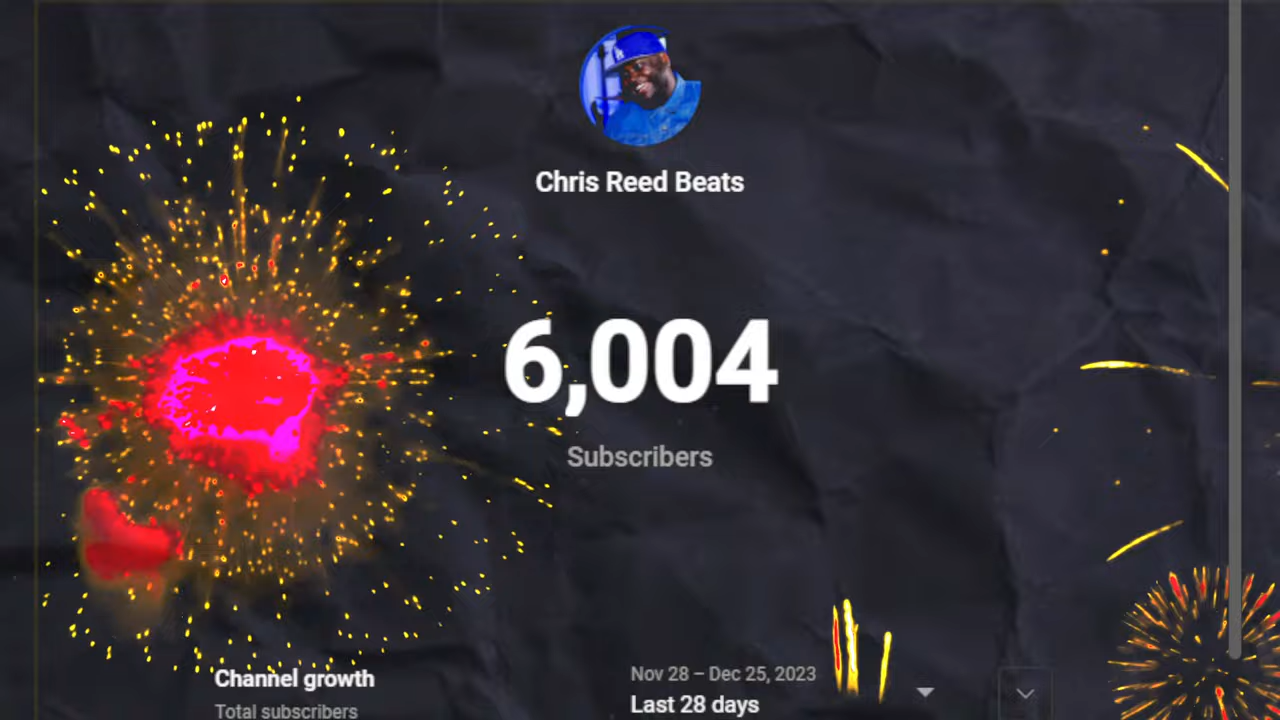 Chris Reed Beats
6,004
Subscribers
Channel growth
Total subscribers
Nov 28 – Dec 25, 2023
Last 28 days